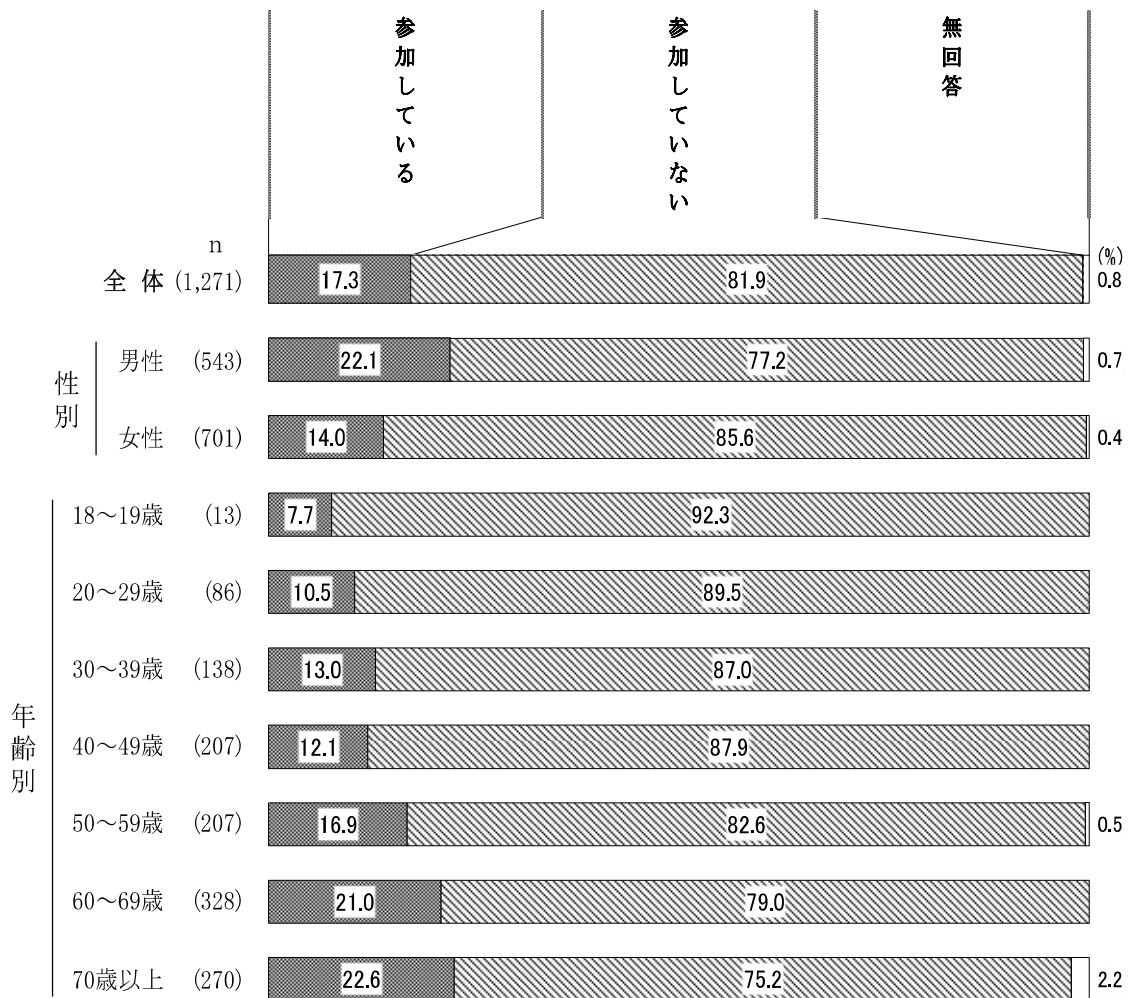 参加している
参加していない
無回答
n
(%)
全体 (1,271) 17.3 81.9 0.8
性別
男性 (543) 22.1 77.2 0.7
女性 (701) 14.0 85.6 0.4
年齢別
18～19歳 (13) 7.7 92.3
20～29歳 (86) 10.5 89.5
30～39歳 (138) 13.0 87.0
40～49歳 (207) 12.1 87.9
50～59歳 (207) 16.9 82.6 0.5
60～69歳 (328) 21.0 79.0
70歳以上 (270) 22.6 75.2 2.2